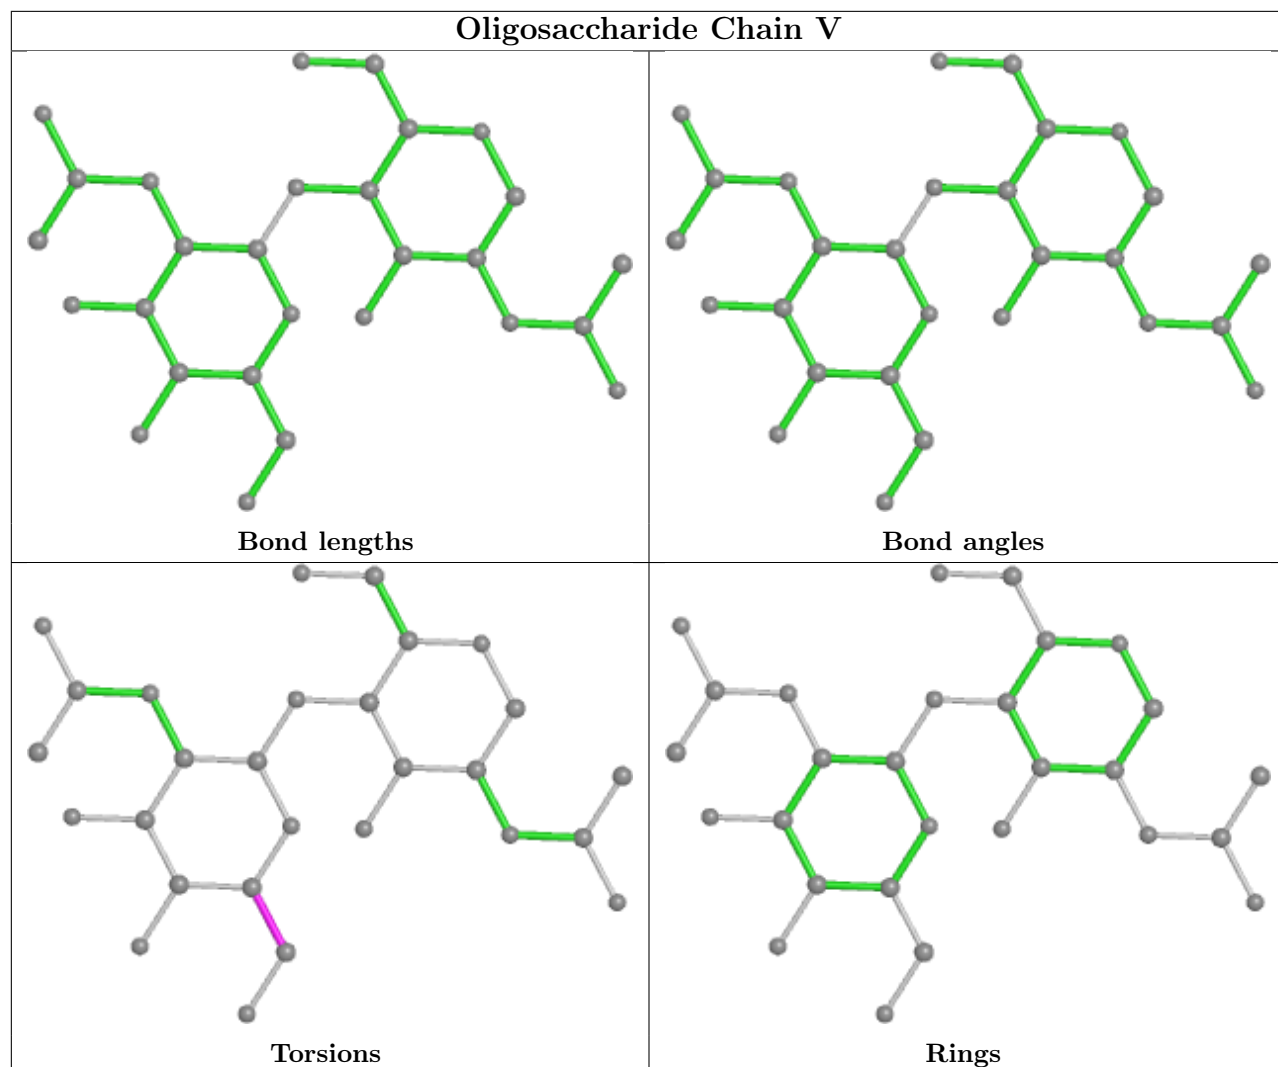 Oligosaccharide Chain V
Bond lengths
Bond angles
Torsions
Rings